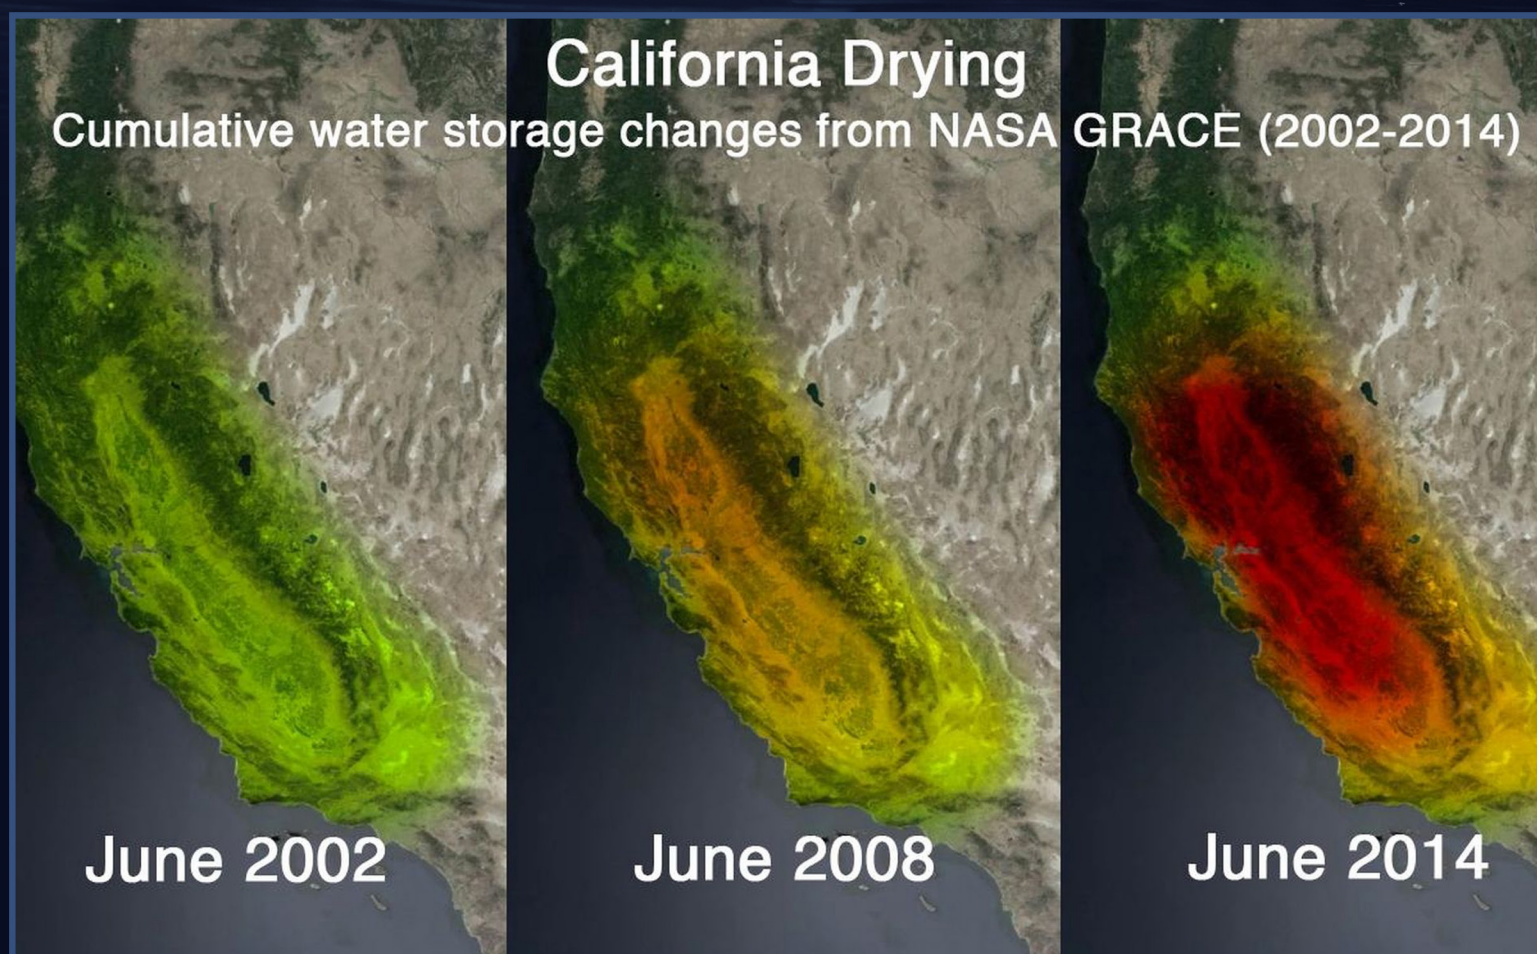 California Drying
Cumulative water storage changes from NASA GRACE (2002-2014)
June 2002
June 2008
June 2014